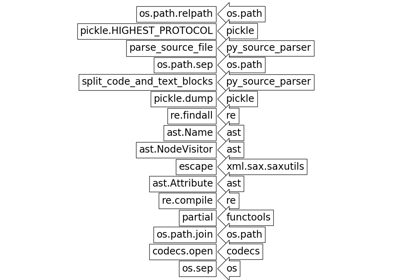 os.path.relpath os.path
pickle.HIGHEST_PROTOCOL pickle
parse_source_file py_source_parser
os.path.sep os.path
split_code_and_text_blocks py_source_parser
pickle.dump pickle
re.findall re
ast.Name ast
ast.NodeVisitor ast
escape xml.sax.saxutils
ast.Attribute ast
re.compile re
partial functools
os.path.join os.path
codecs.open codecs
os.sep os